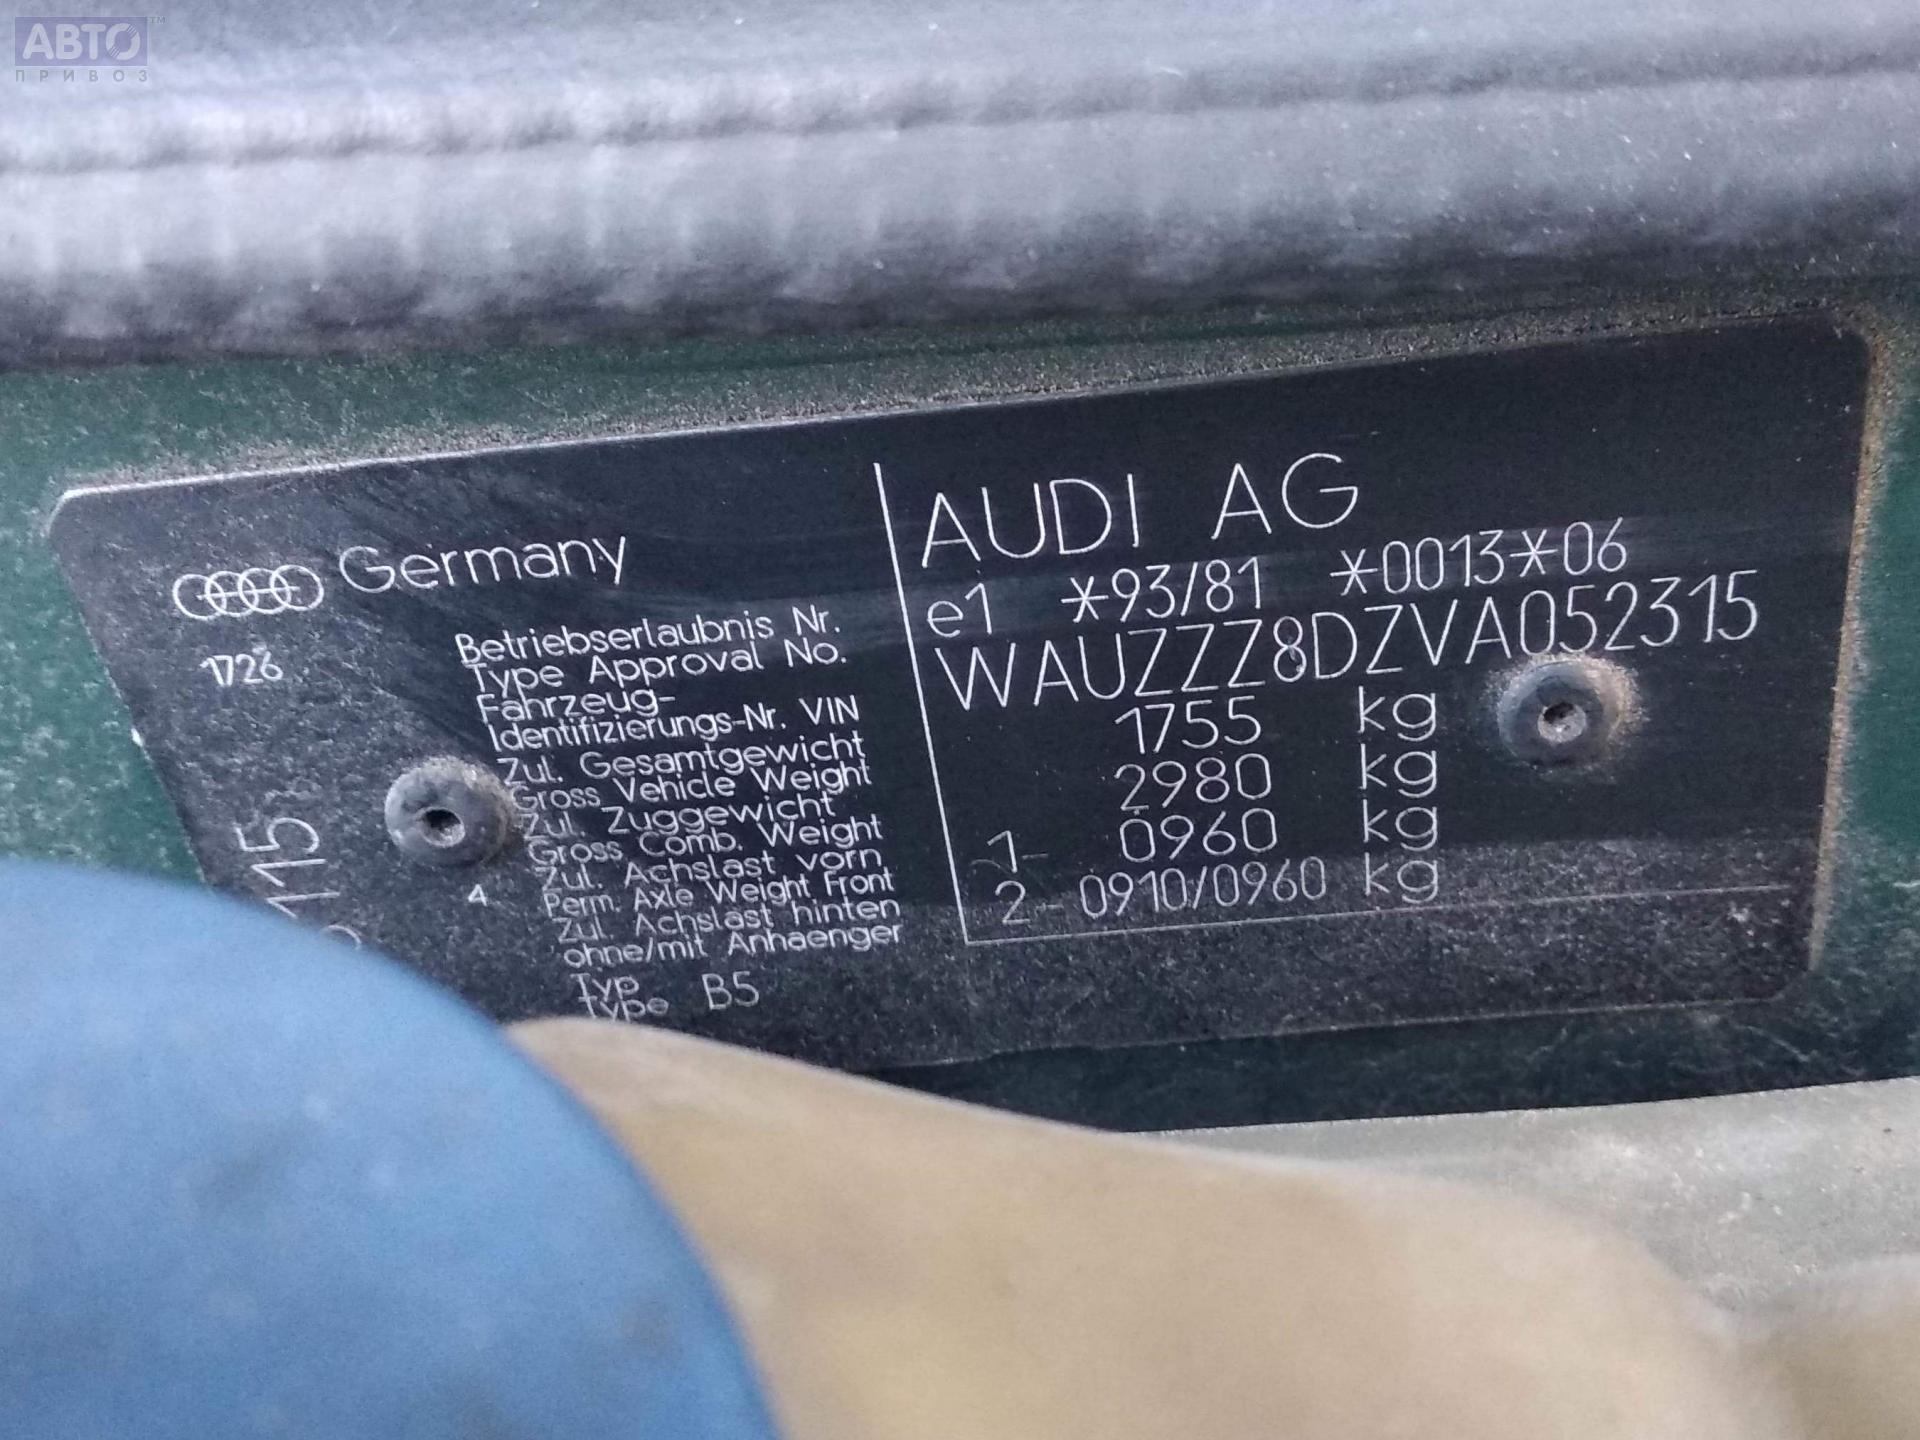 АВТО™
ПРИВОЗ
Germany
1726
115
4
Betriebserlaubnis Nr.
Type Approval No.
Fahrzeug-
Identifizierungs-Nr. VIN
Zul. Gesamtgewicht
Gross Vehicle Weight
Zul. Zuggewicht
Gross Comb. Weight
Zul. Achslast vorn
Perm. Axle Weight Front
Zul. Achslast hinten
ohne/mit Anhaenger
Typ
Type B5
AUDI AG
e1 *93/81 *0013*06
WAUZZZ8DZVA052315
1755 kg
2980 kg
1- 0960 kg
2- 0910/0960 kg